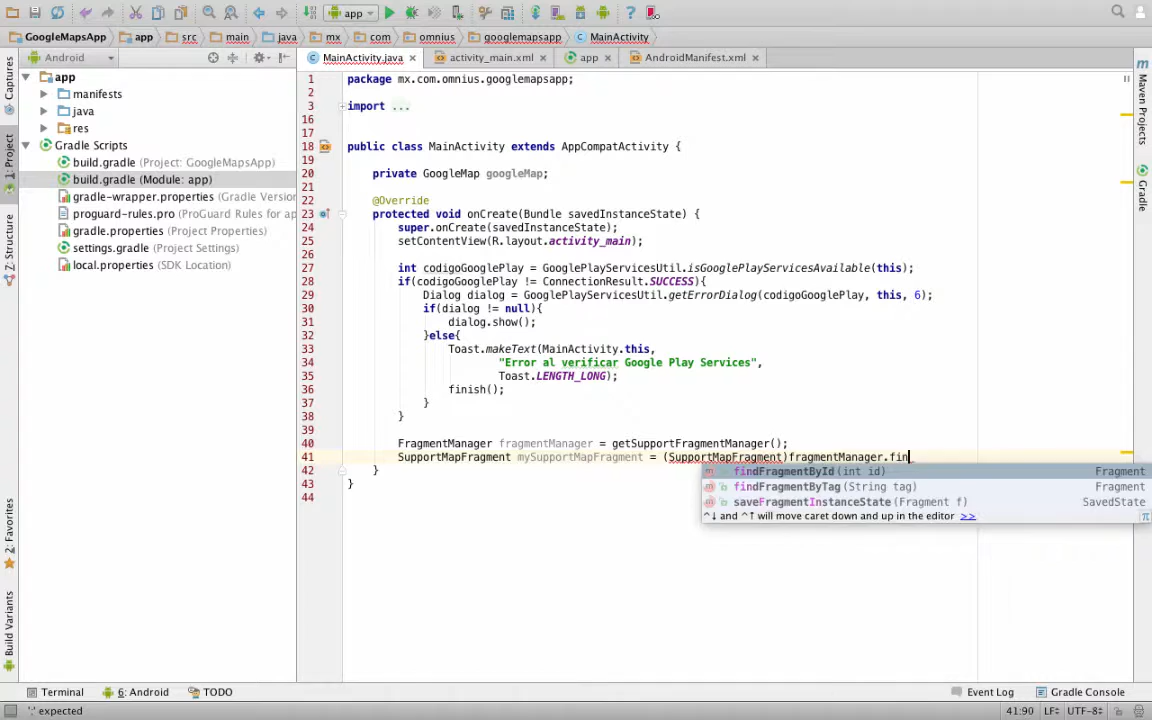 app
GoogleMapsApp app src main java mx com omnius googlemapsapp MainActivity
Android MainActivity.java activity_main.xml app AndroidManifest.xml
Captures
1: Project
Z: Structure
2: Favorites
Build Variants
app
manifests
java
res
Gradle Scripts
build.gradle (Project: GoogleMapsApp)
build.gradle (Module: app)
gradle-wrapper.properties (Gradle Version
proguard-rules.pro (ProGuard Rules for ap
gradle.properties (Project Properties)
settings.gradle (Project Settings)
local.properties (SDK Location)
1 package mx.com.omnius.googlemapsapp;
2
3 import ...
16
17
18 public class MainActivity extends AppCompatActivity {
19
20 private GoogleMap googleMap;
21
22 @Override
23 protected void onCreate(Bundle savedInstanceState) {
24 super.onCreate(savedInstanceState);
25 setContentView(R.layout.activity_main);
26
27 int codigoGooglePlay = GooglePlayServicesUtil.isGooglePlayServicesAvailable(this);
28 if(codigoGooglePlay != ConnectionResult.SUCCESS){
29 Dialog dialog = GooglePlayServicesUtil.getErrorDialog(codigoGooglePlay, this, 6);
30 if(dialog != null){
31 dialog.show();
32 }else{
33 Toast.makeText(MainActivity.this,
34 "Error al verificar Google Play Services",
35 Toast.LENGTH_LONG);
36 finish();
37 }
38 }
39
40 FragmentManager fragmentManager = getSupportFragmentManager();
41 SupportMapFragment mySupportMapFragment = (SupportMapFragment)fragmentManager.fin
42 }
43 }
44
findFragmentById(int id) Fragment
findFragmentByTag(String tag) Fragment
saveFragmentInstanceState(Fragment f) SavedState
^↓ and ^↑ will move caret down and up in the editor >> π
m
Maven Projects
Gradle
Terminal 6: Android TODO Event Log Gradle Console
';' expected 41:90 LF÷ UTF-8÷